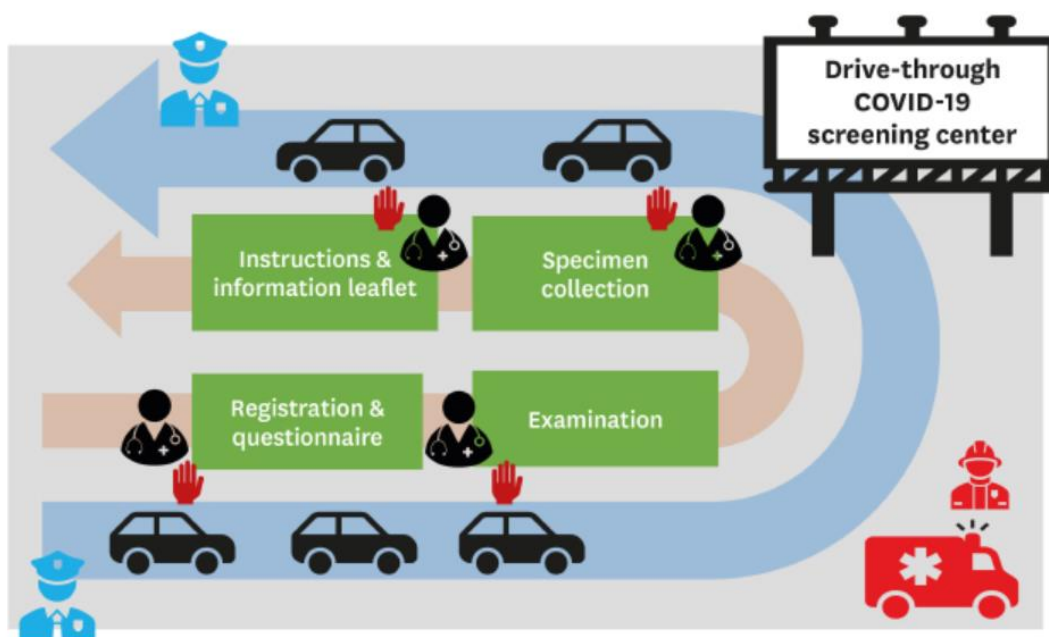 Drive-through
COVID-19
screening center
Instructions &
information leaflet
Specimen
collection
Registration &
questionnaire
Examination